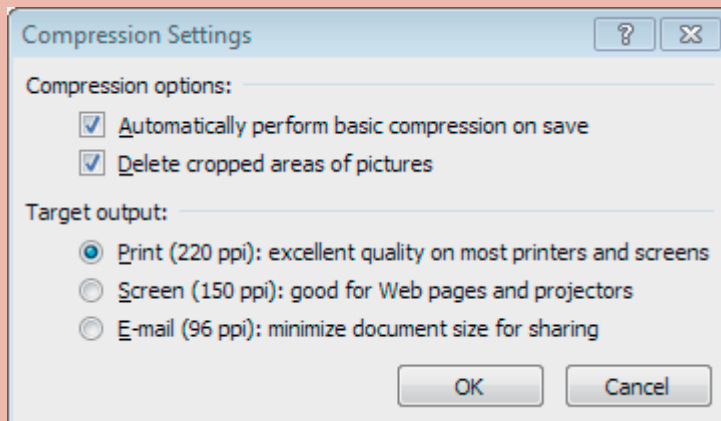 Compression Settings
Compression options:
Automatically perform basic compression on save
Delete cropped areas of pictures
Target output:
Print (220 ppi): excellent quality on most printers and screens
Screen (150 ppi): good for Web pages and projectors
E-mail (96 ppi): minimize document size for sharing
OK Cancel